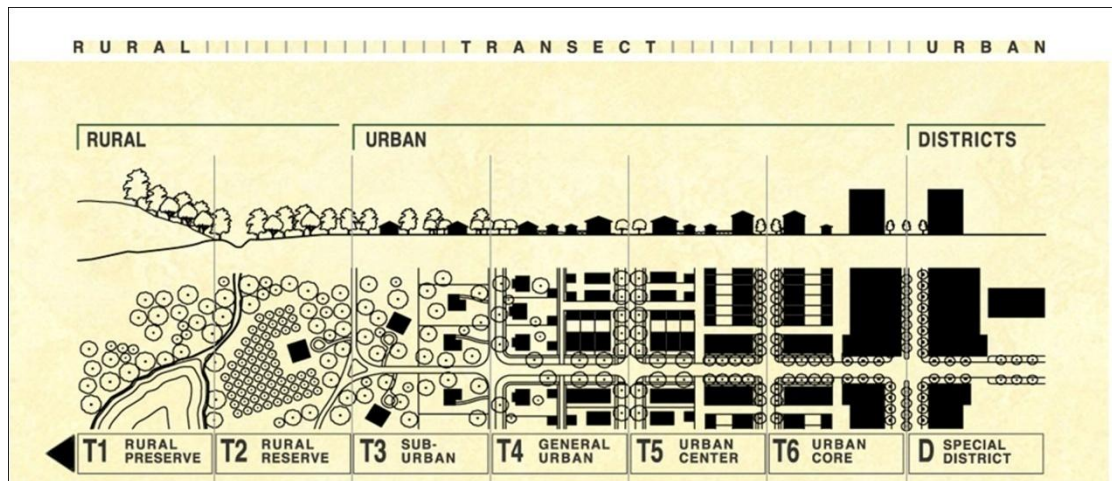 RURAL | | | | | | | | | | | | | | | | | TRANSECT | | | | | | | | | | | | | | | | | URBAN
RURAL URBAN DISTRICTS
T1 RURAL PRESERVE
T2 RURAL RESERVE
T3 SUB-URBAN
T4 GENERAL URBAN
T5 URBAN CENTER
T6 URBAN CORE
D SPECIAL DISTRICT